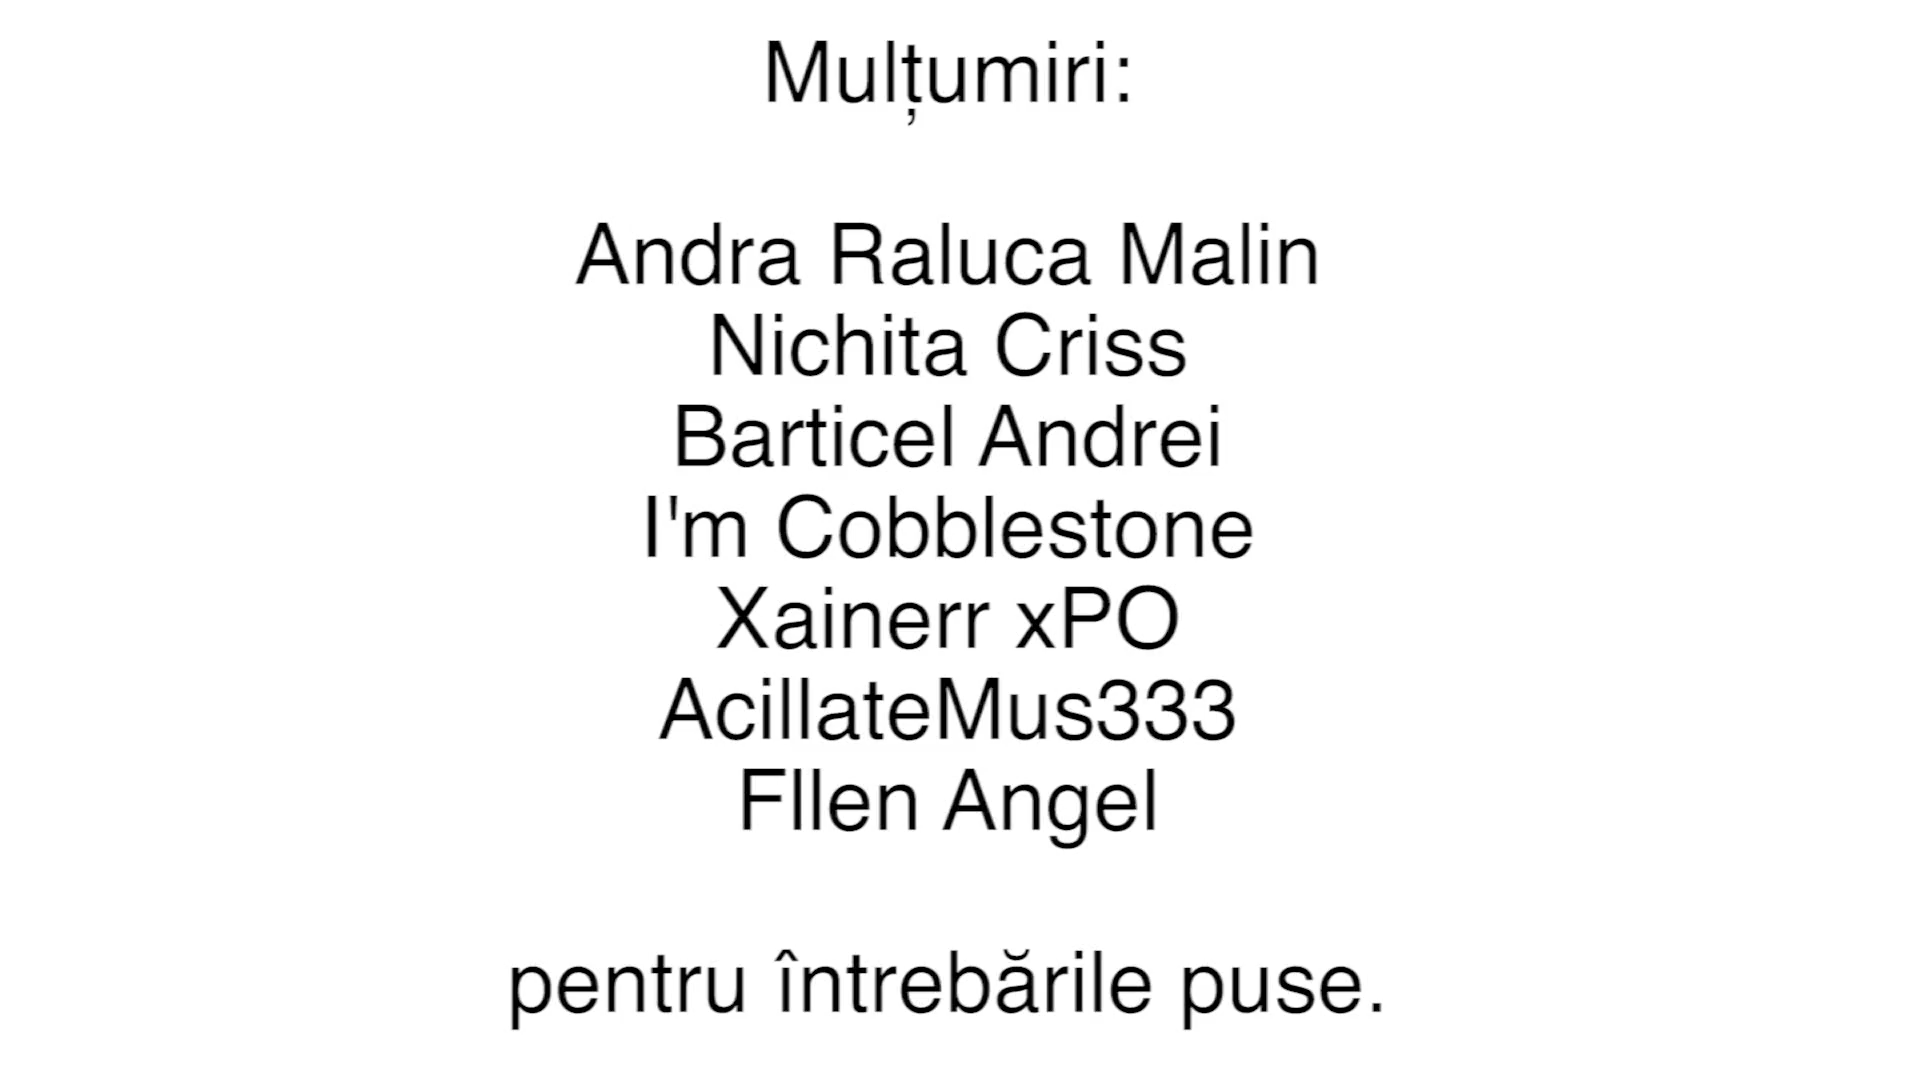 Mulțumiri:
Andra Raluca Malin
Nichita Criss
Barticel Andrei
I'm Cobblestone
Xainerr xPO
AcillateMus333
Fllen Angel
pentru întrebările puse.